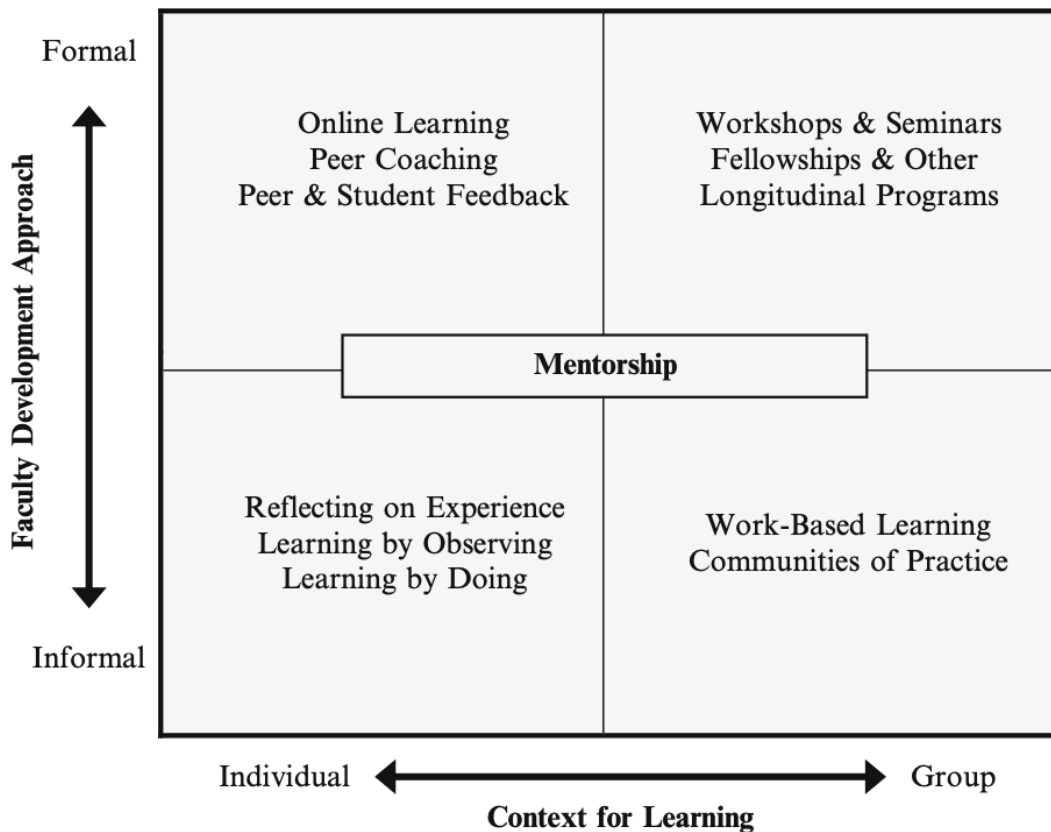 Formal
Online Learning
Peer Coaching
Peer & Student Feedback
Workshops & Seminars
Fellowships & Other
Longitudinal Programs
Faculty Development Approach
Mentorship
Reflecting on Experience
Learning by Observing
Learning by Doing
Work-Based Learning
Communities of Practice
Informal
Individual
Group
Context for Learning